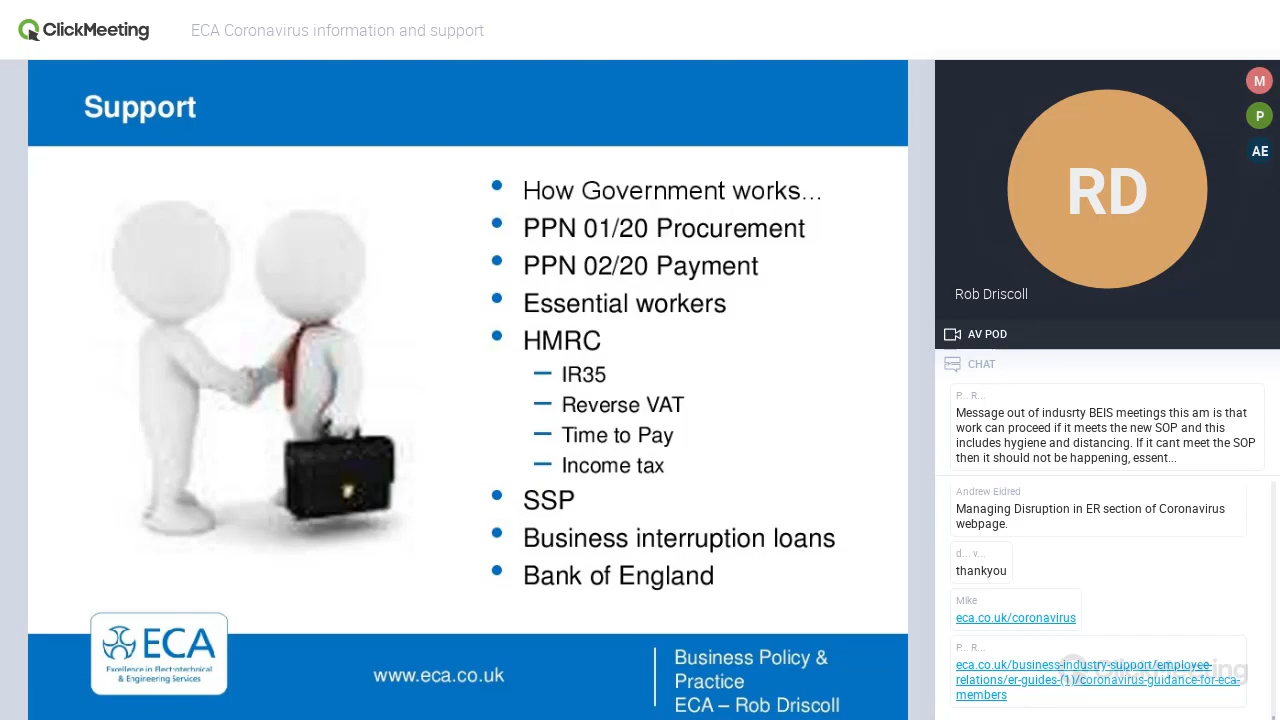 ClickMeeting
ECA Coronavirus information and support
Support
How Government works...
PPN 01/20 Procurement
PPN 02/20 Payment
Essential workers
HMRC
IR35
Reverse VAT
Time to Pay
Income tax
SSP
Business interruption loans
Bank of England
ECA
Excellence in Electrotechnical
& Engineering Services
www.eca.co.uk
Business Policy &
Practice
ECA – Rob Driscoll
M
P
AE
RD
Rob Driscoll
AV POD
CHAT
P... R...
Message out of indusrty BEIS meetings this am is that
work can proceed if it meets the new SOP and this
includes hygiene and distancing. If it cant meet the SOP
then it should not be happening, essent...
Andrew Eldred
Managing Disruption in ER section of Coronavirus
webpage.
d... v...
thankyou
Mike
eca.co.uk/coronavirus
P... R...
eca.co.uk/business-industry-support/employee-
relations/er-guides-(1)/coronavirus-guidance-for-eca-
members
ClickMeeting